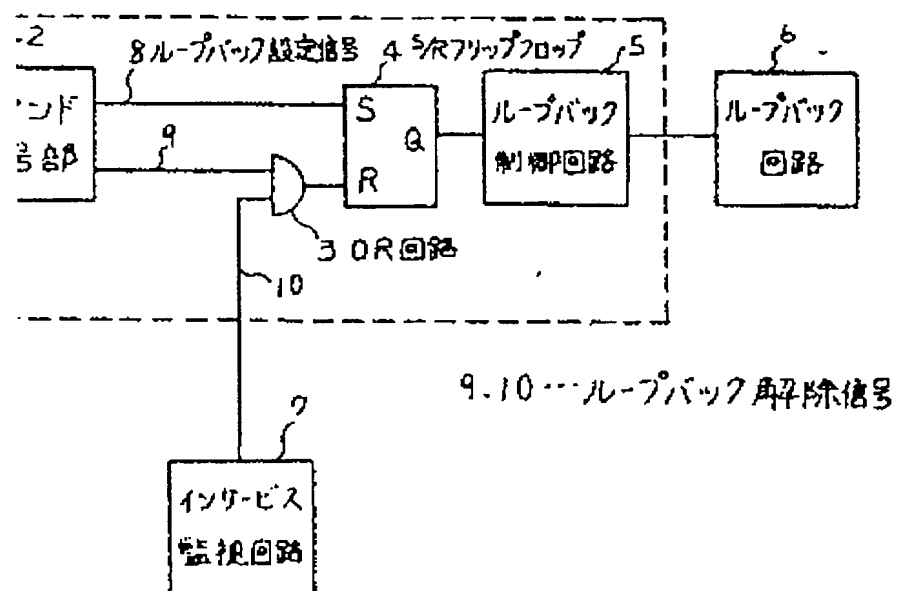 2
8 ループバック設定信号
4 S/Rフリップフロップ
5
6
ンド
号部
9
S
R
Q
ループバック
制御回路
ループバック
回路
3 OR回路
10
9.10…ループバック解除信号
7
インサービス
監視回路